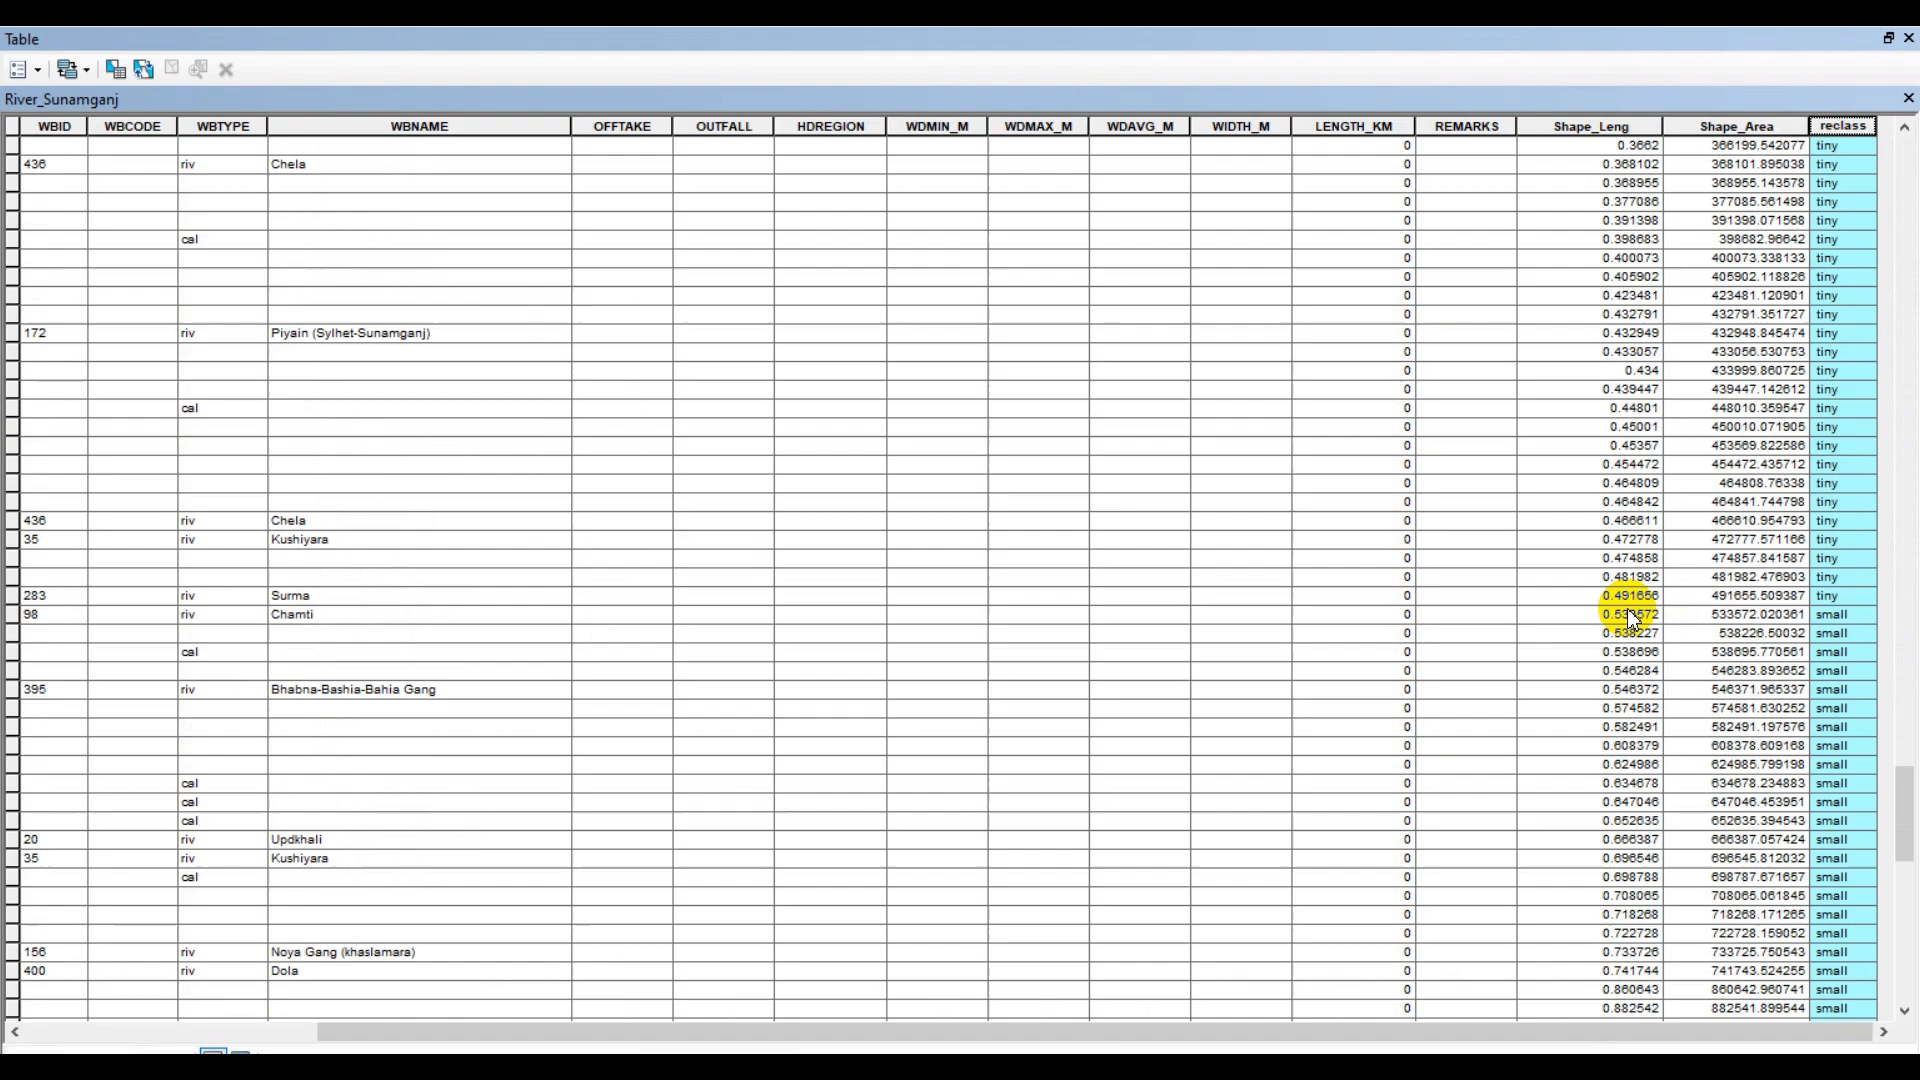 Table
River_Sunamganj
WBID WBCODE WBTYPE WBNAME OFFTAKE OUTFALL HDREGION WDMIN_M WDMAX_M WDAVG_M WIDTH_M LENGTH_KM REMARKS Shape_Leng Shape_Area reclass
0 0.3662 366199.542077 tiny
436 riv Chela 0 0.368102 368101.895038 tiny
0 0.368955 368955.143578 tiny
0 0.377086 377085.561498 tiny
0 0.391398 391398.071568 tiny
cal 0 0.398683 398682.96642 tiny
0 0.400073 400073.338133 tiny
0 0.405902 405902.118826 tiny
0 0.423481 423481.120901 tiny
0 0.432791 432791.351727 tiny
172 riv Piyain (Sylhet-Sunamganj) 0 0.432949 432948.845474 tiny
0 0.433057 433056.530753 tiny
0 0.434 433999.860725 tiny
0 0.439447 439447.142612 tiny
cal 0 0.44801 448010.359547 tiny
0 0.45001 450010.071905 tiny
0 0.45357 453569.822586 tiny
0 0.454472 454472.435712 tiny
0 0.464809 464808.76338 tiny
0 0.464842 464841.744798 tiny
436 riv Chela 0 0.466611 466610.954793 tiny
35 riv Kushiyara 0 0.472778 472777.571166 tiny
0 0.474858 474857.841587 tiny
0 0.481982 481982.476903 tiny
283 riv Surma 0 0.491656 491655.509387 tiny
98 riv Chamti 0 533572.020361 small
0 0.538227 538226.50032 small
cal 0 0.538696 538695.770561 small
0 0.546284 546283.893652 small
395 riv Bhabna-Bashia-Bahia Gang 0 0.546372 546371.965337 small
0 0.574582 574581.630252 small
0 0.582491 582491.197576 small
0 0.608379 608378.609168 small
0 0.624986 624985.799198 small
cal 0 0.634678 634678.234883 small
cal 0 0.647046 647046.453951 small
cal 0 0.652635 652635.394543 small
20 riv Updkhali 0 0.666387 666387.057424 small
35 riv Kushiyara 0 0.696546 696545.812032 small
cal 0 0.698788 698787.671657 small
0 0.708065 708065.061845 small
0 0.718268 718268.171265 small
0 0.722728 722728.159052 small
156 riv Noya Gang (khaslamara) 0 0.733726 733725.750543 small
400 riv Dola 0 0.741744 741743.524255 small
0 0.860643 860642.960741 small
0 0.882542 882541.899544 small